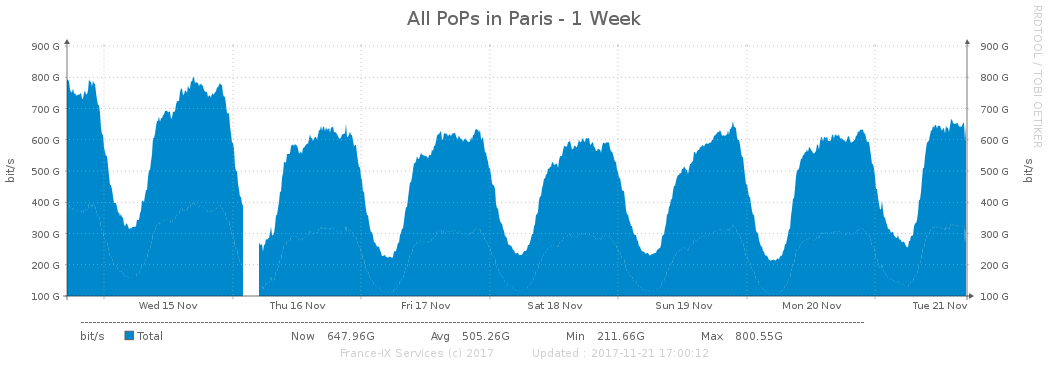 All PoPs in Paris - 1 Week
RRDTOOL / TOBI OETIKER
900 G 900 G
800 G 800 G
700 G 700 G
600 G 600 G
500 G 500 G
400 G 400 G
300 G 300 G
200 G 200 G
100 G 100 G
bit/s
bit/s
Wed 15 Nov Thu 16 Nov Fri 17 Nov Sat 18 Nov Sun 19 Nov Mon 20 Nov Tue 21 Nov
bit/s Total Now 647.96G Avg 505.26G Min 211.66G Max 800.55G
France-IX Services (c) 2017 Updated : 2017-11-21 17:00:12